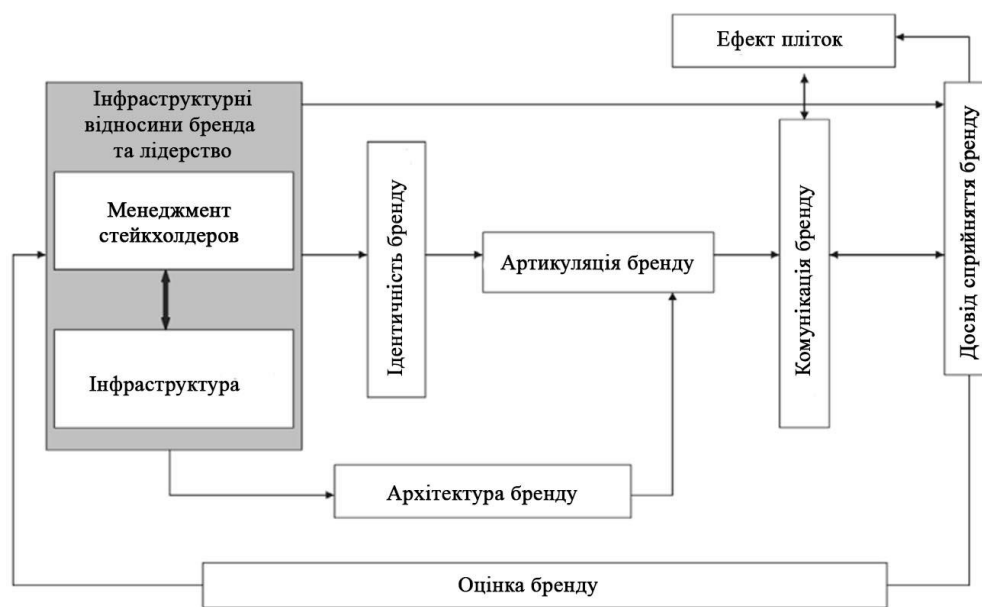 Ефект пліток
Інфраструктурні
відносини бренда
та лідерство
Менеджмент
стейкхолдеров
Інфраструктура
Ідентичність бренду
Артикуляція бренду
Комунікація бренду
Досвід сприйняття бренду
Архітектура бренду
Оцінка бренду